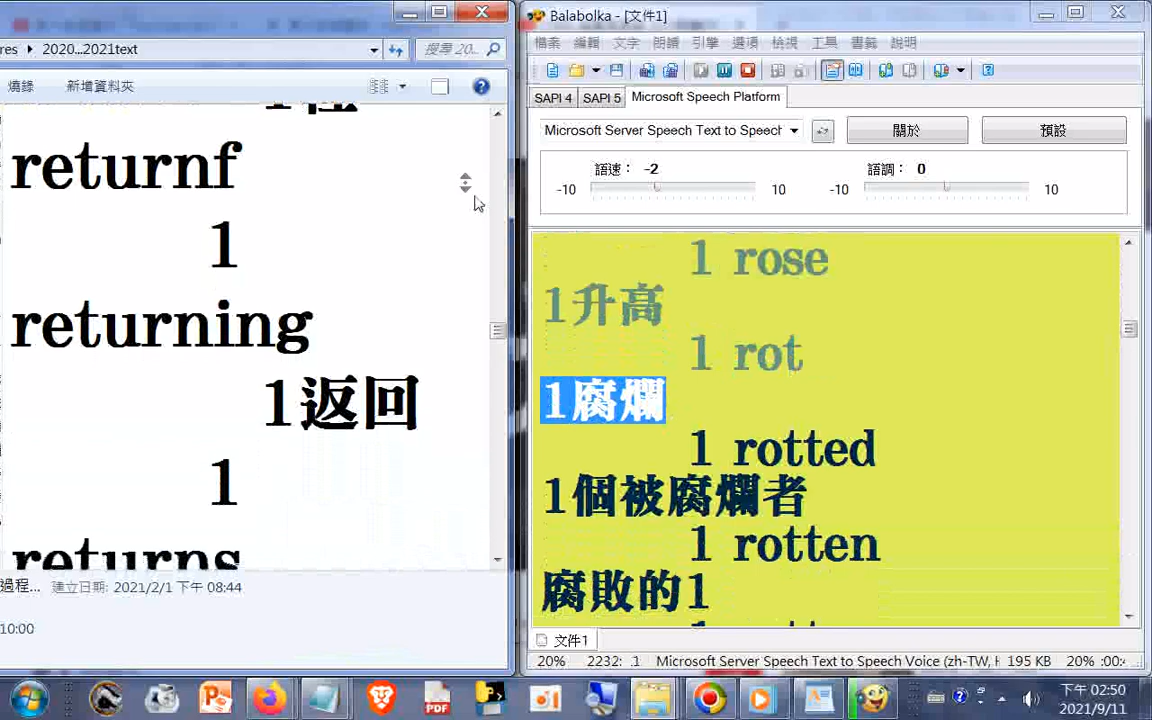 res ▸ 2020...2021text
搜尋 20...
燒錄 新增資料夾
returnf
1
returning
1返回
1
returns
過程... 建立日期: 2021/2/1 下午 08:44
10:00
Balabolka - [文件1]
檔案 編輯 文字 朗讀 引擎 選項 檢視 工具 書籤 說明
SAPI 4 SAPI 5 Microsoft Speech Platform
Microsoft Server Speech Text to Speech
關於 預設
語速： -2 語調： 0
-10 10 -10 10
1 rose
1升高
1 rot
1腐爛
1 rotted
1個被腐爛者
1 rotten
腐敗的1
文件1
20% 2232: .1 Microsoft Server Speech Text to Speech Voice (zh-TW, H 195 KB 20% :00:
PDF
下午 02:50
2021/9/11